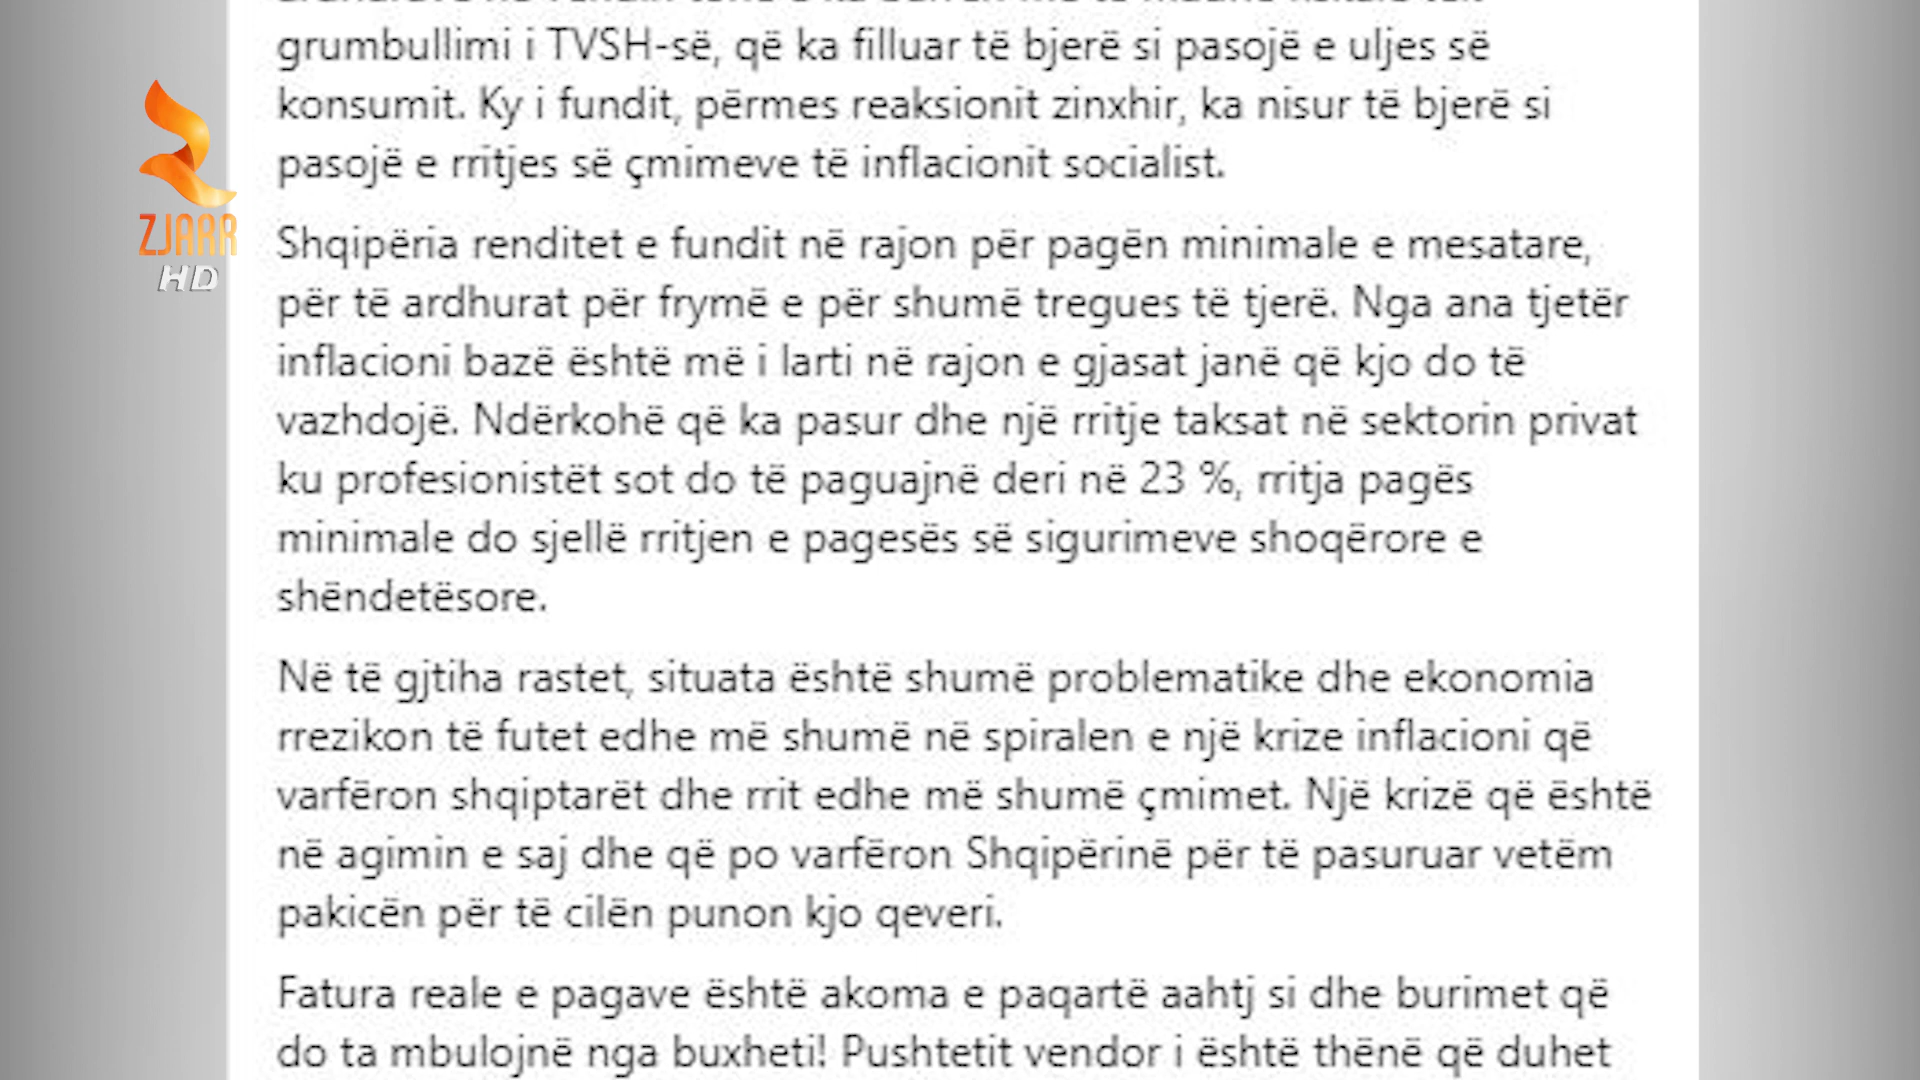 grumbullimi i TVSH-së, që ka filluar të bjerë si pasojë e uljes së
konsumit. Ky i fundit, përmes reaksionit zinxhir, ka nisur të bjerë si
pasojë e rritjes së çmimeve të inflacionit socialist.
ZJARR
HD
Shqipëria renditet e fundit në rajon për pagën minimale e mesatare,
për të ardhurat për frymë e për shumë tregues të tjerë. Nga ana tjetër
inflacioni bazë është më i larti në rajon e gjasat janë që kjo do të
vazhdojë. Ndërkohë që ka pasur dhe një rritje taksat në sektorin privat
ku profesionistët sot do të paguajnë deri në 23 %, rritja pagës
minimale do sjellë rritjen e pagesës së sigurimeve shoqërore e
shëndetësore.
Në të gjtiha rastet, situata është shumë problematike dhe ekonomia
rrezikon të futet edhe më shumë në spiralen e një krize inflacioni që
varfëron shqiptarët dhe rrit edhe më shumë çmimet. Një krizë që është
në agimin e saj dhe që po varfëron Shqipërinë për të pasuruar vetëm
pakicën për të cilën punon kjo qeveri.
Fatura reale e pagave është akoma e paqartë aahtj si dhe burimet që
do ta mbulojnë nga buxheti! Pushtetit vendor i është thënë që duhet